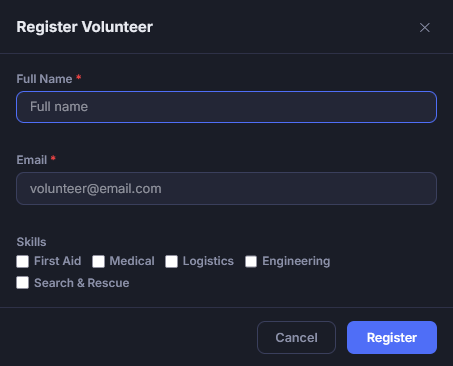 Register Volunteer
Full Name *
Full name
Email *
volunteer@email.com
Skills
First Aid Medical Logistics Engineering
Search & Rescue
Cancel Register